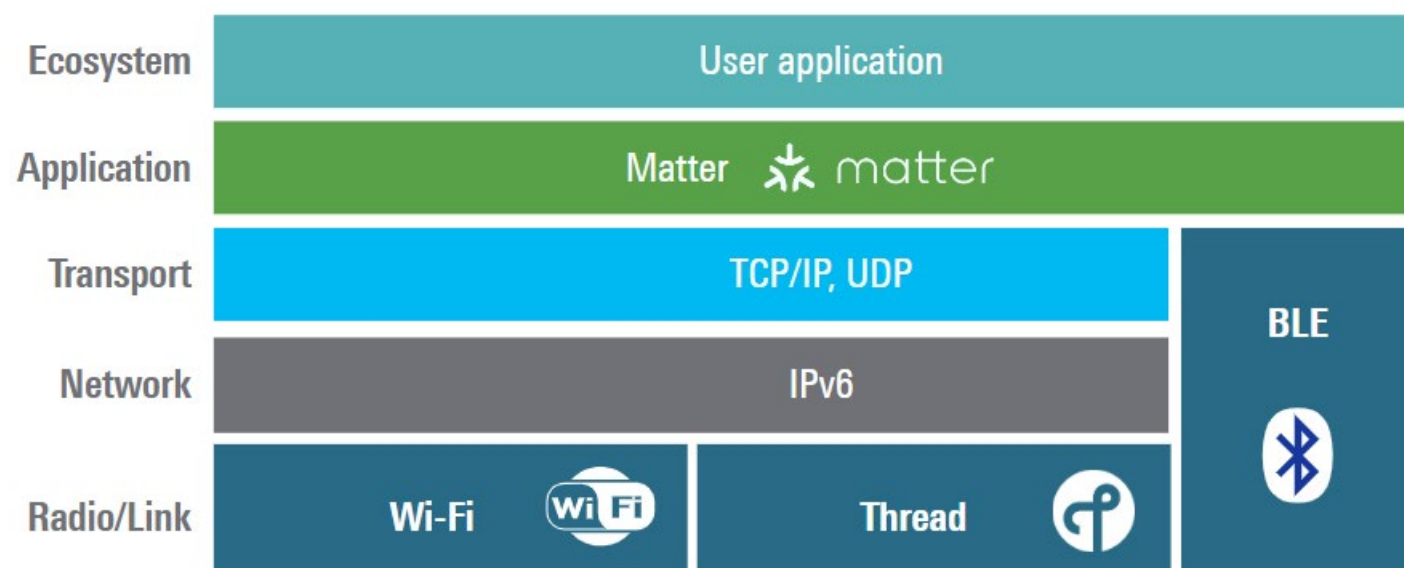 Ecosystem User application
Application Matter matter
Transport TCP/IP, UDP
BLE
Network IPv6
Radio/Link Wi-Fi Wi Fi Thread